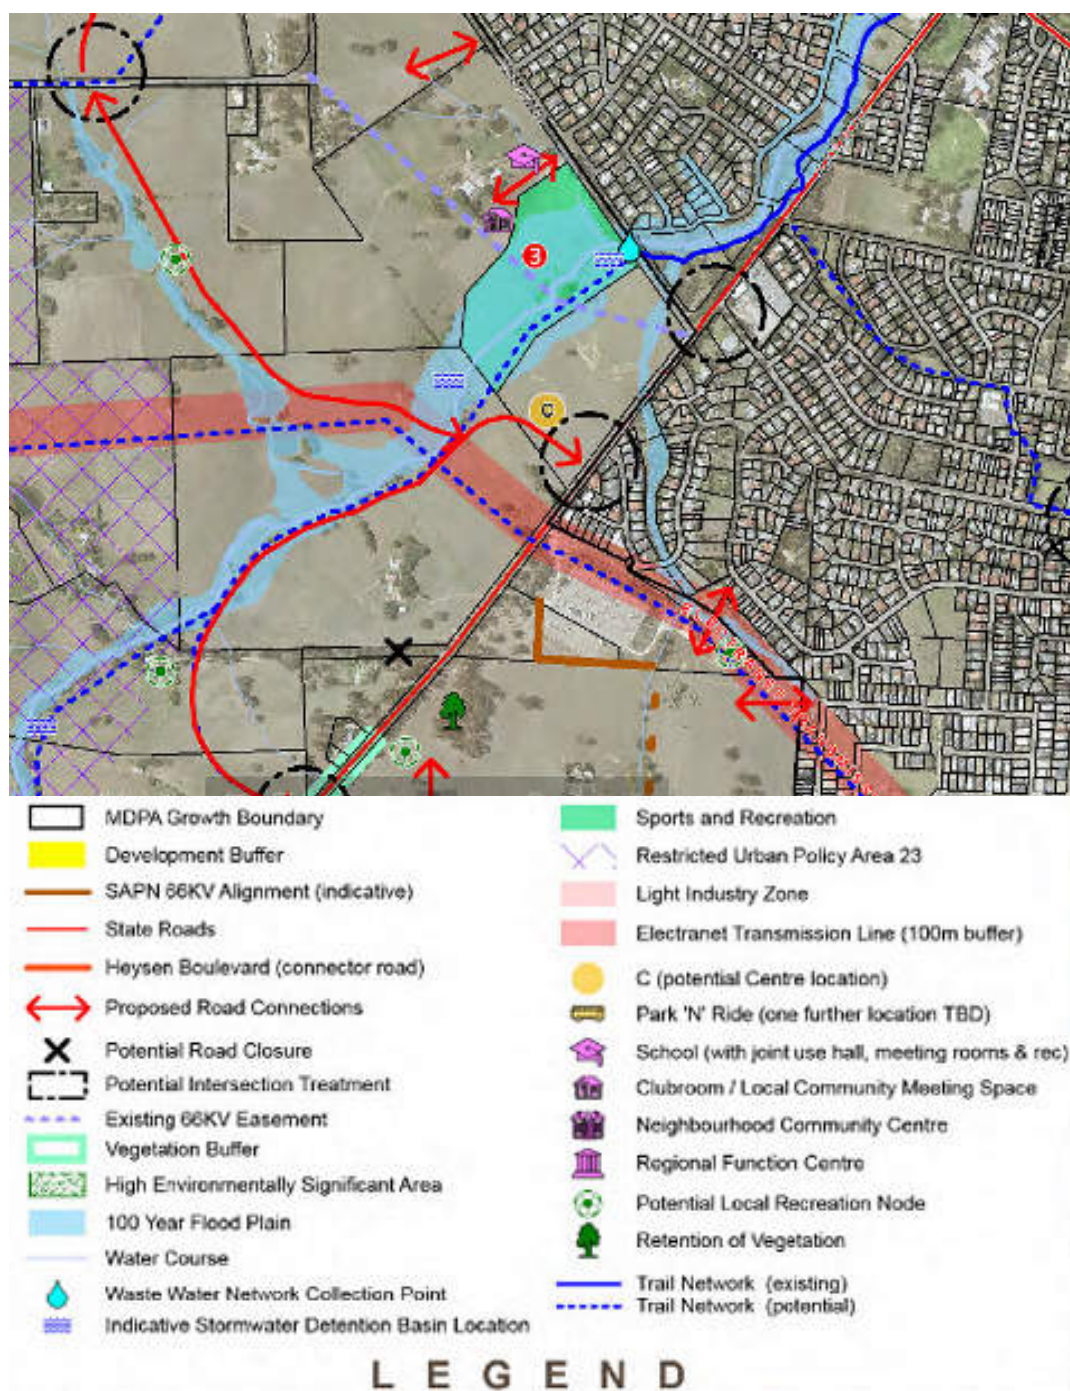 3
C
MDPA Growth Boundary
Development Buffer
SAPN 66KV Alignment (indicative)
State Roads
Heysen Boulevard (connector road)
Proposed Road Connections
Potential Road Closure
Potential Intersection Treatment
Existing 66KV Easement
Vegetation Buffer
High Environmentally Significant Area
100 Year Flood Plain
Water Course
Waste Water Network Collection Point
Indicative Stormwater Detention Basin Location
Sports and Recreation
Restricted Urban Policy Area 23
Light Industry Zone
Electranet Transmission Line (100m buffer)
C (potential Centre location)
Park 'N' Ride (one further location TBD)
School (with joint use hall, meeting rooms & rec)
Clubroom / Local Community Meeting Space
Neighbourhood Community Centre
Regional Function Centre
Potential Local Recreation Node
Retention of Vegetation
Trail Network (existing)
Trail Network (potential)
LEGEND